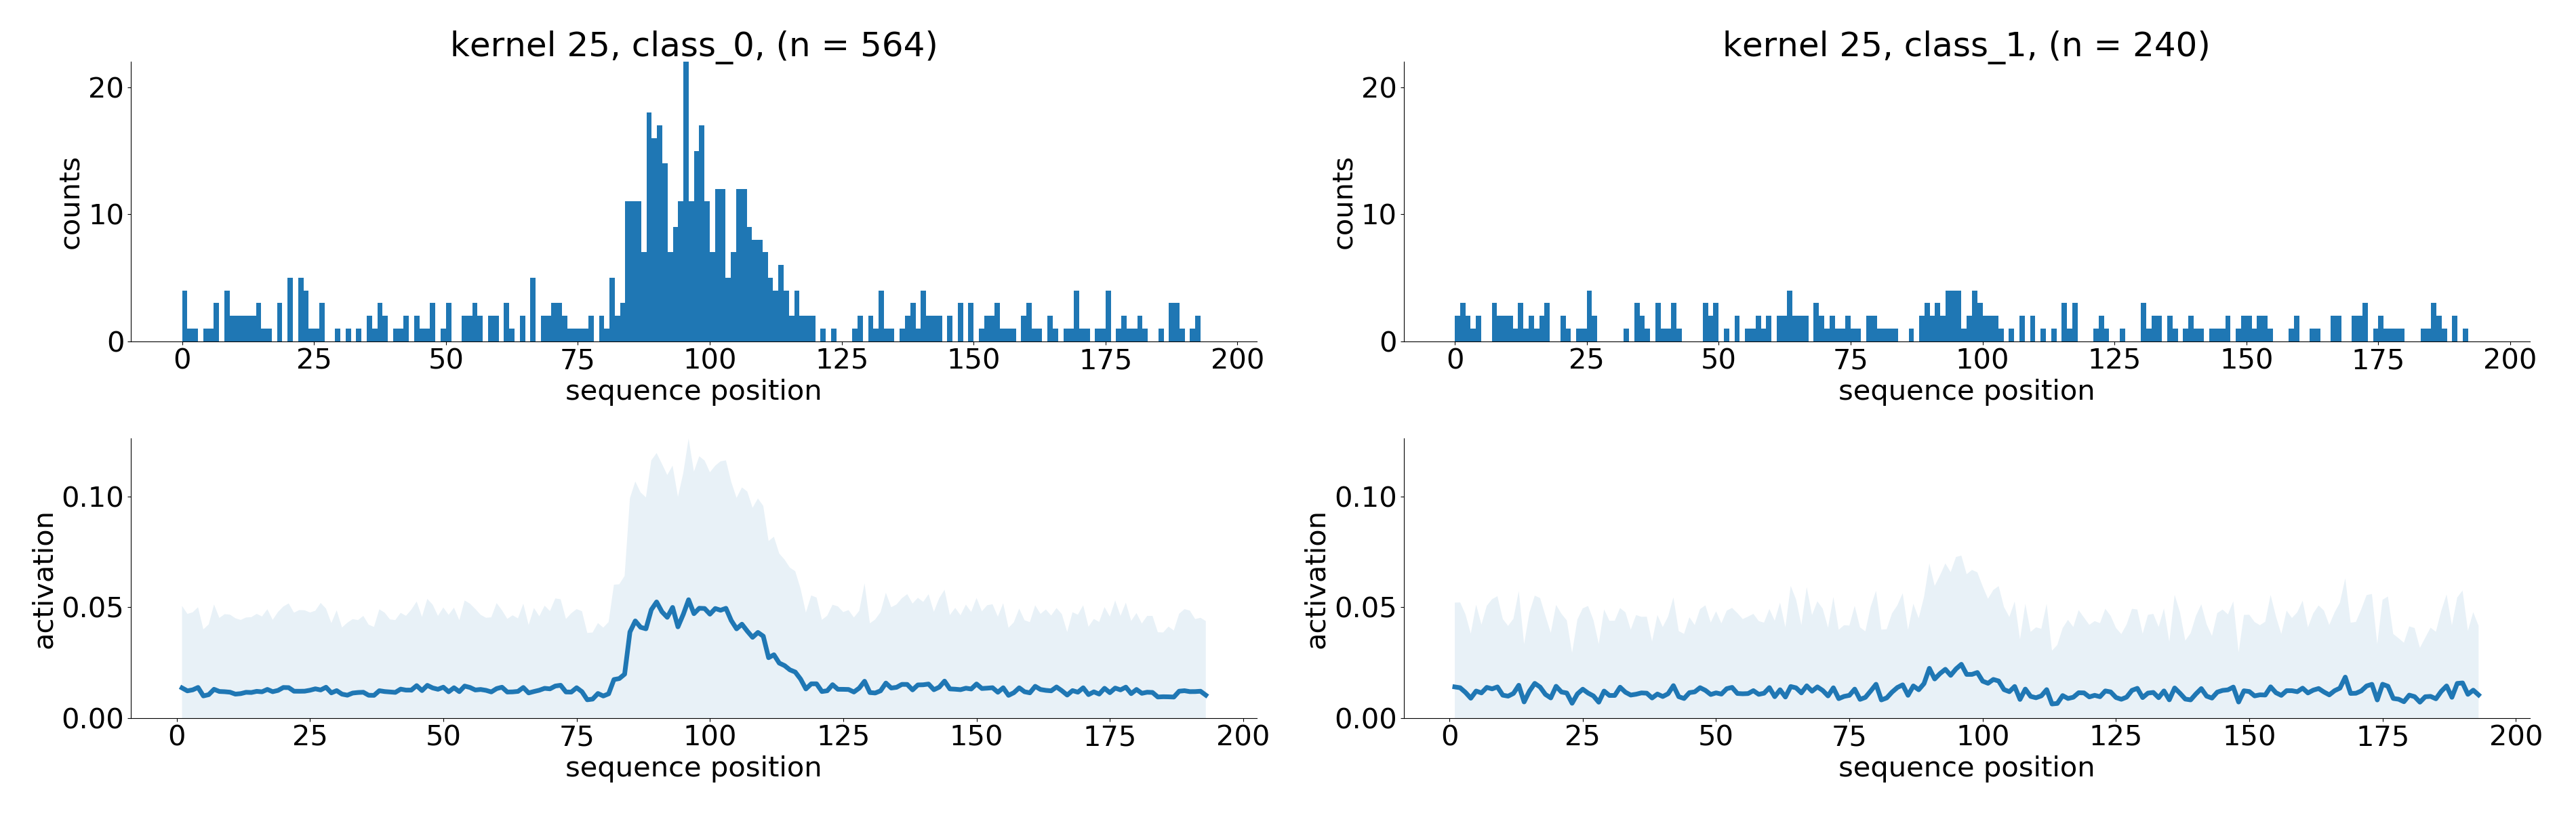 kernel 25, class_0, (n = 564)
20
10
0
counts
0 25 50 75 100 125 150 175 200
sequence position
kernel 25, class_1, (n = 240)
20
10
0
counts
0 25 50 75 100 125 150 175 200
sequence position
0.10
0.05
0.00
activation
0 25 50 75 100 125 150 175 200
sequence position
0.10
0.05
0.00
activation
0 25 50 75 100 125 150 175 200
sequence position